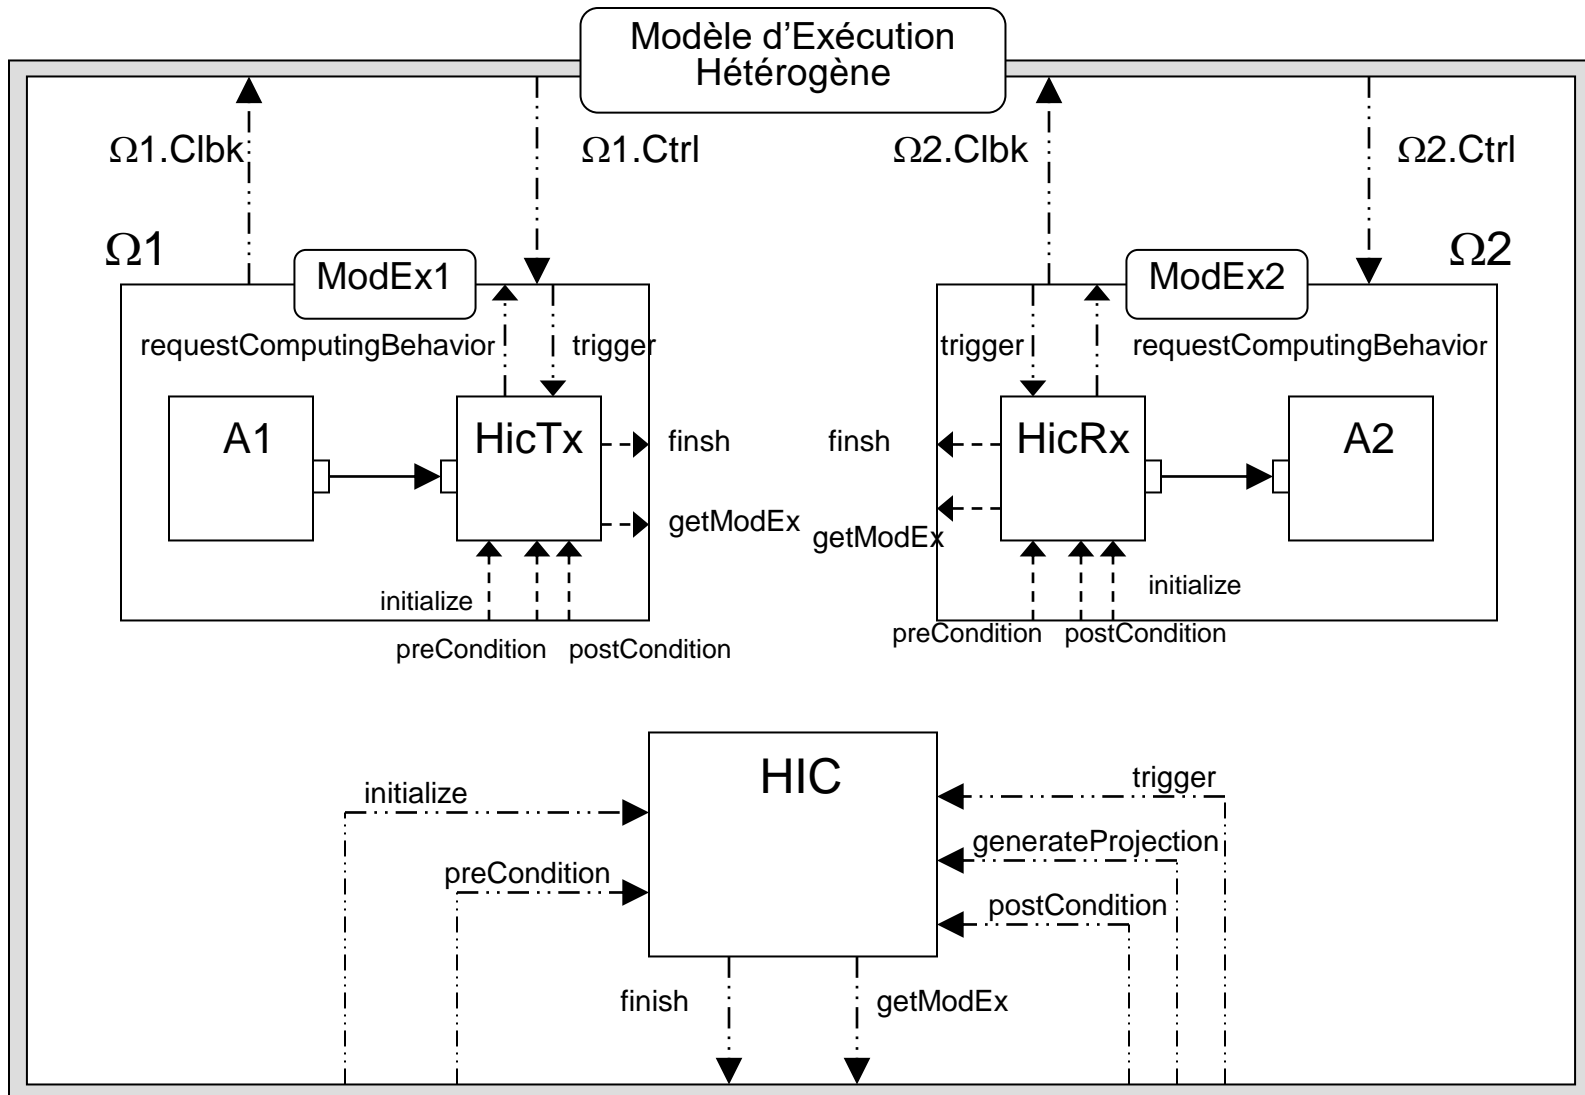 Modèle d'Exécution
Hétérogène
Ω1.Clbk
Ω1.Ctrl
Ω2.Clbk
Ω2.Ctrl
Ω1
Ω2
ModEx1
ModEx2
requestComputingBehavior
trigger
trigger
requestComputingBehavior
A1
HicTx
finsh
finsh
HicRx
A2
getModEx
getModEx
initialize
initialize
preCondition
postCondition
preCondition
postCondition
HIC
initialize
trigger
generateProjection
preCondition
postCondition
finish
getModEx